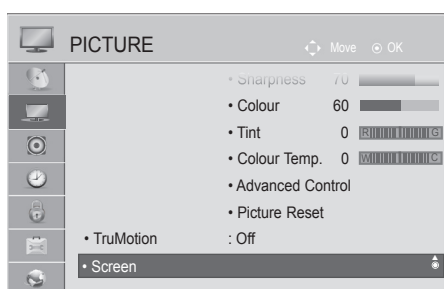 PICTURE Move OK
• Sharpness 70
• Colour 60
• Tint 0 R G
• Colour Temp. 0 W C
• Advanced Control
• Picture Reset
• TruMotion : Off
• Screen